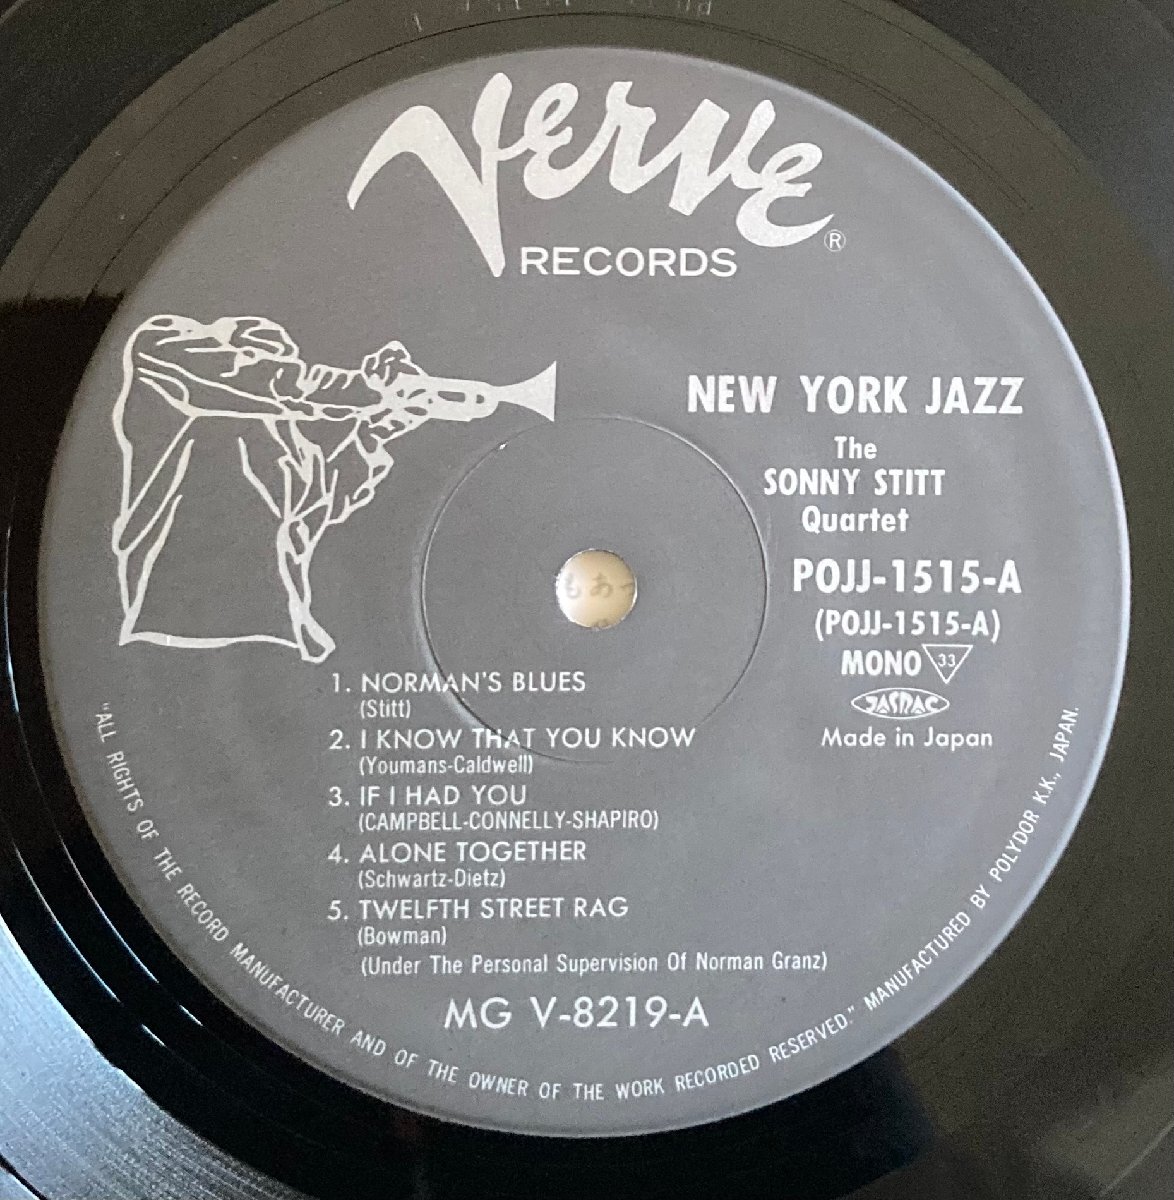 VERVE
RECORDS ®
NEW YORK JAZZ
The
SONNY STITT
Quartet
POJJ-1515-A
(POJJ-1515-A)
MONO 33
JASRAC
Made in Japan
1. NORMAN'S BLUES
(Stitt)
2. I KNOW THAT YOU KNOW
(Youmans-Caldwell)
3. IF I HAD YOU
(CAMPBELL-CONNELLY-SHAPIRO)
4. ALONE TOGETHER
(Schwartz-Dietz)
5. TWELFTH STREET RAG
(Bowman)
(Under The Personal Supervision Of Norman Granz)
MG V-8219-A
"ALL RIGHTS OF THE RECORD MANUFACTURER AND OF THE OWNER OF THE WORK RECORDED RESERVED." MANUFACTURED BY POLYDOR K.K., JAPAN.